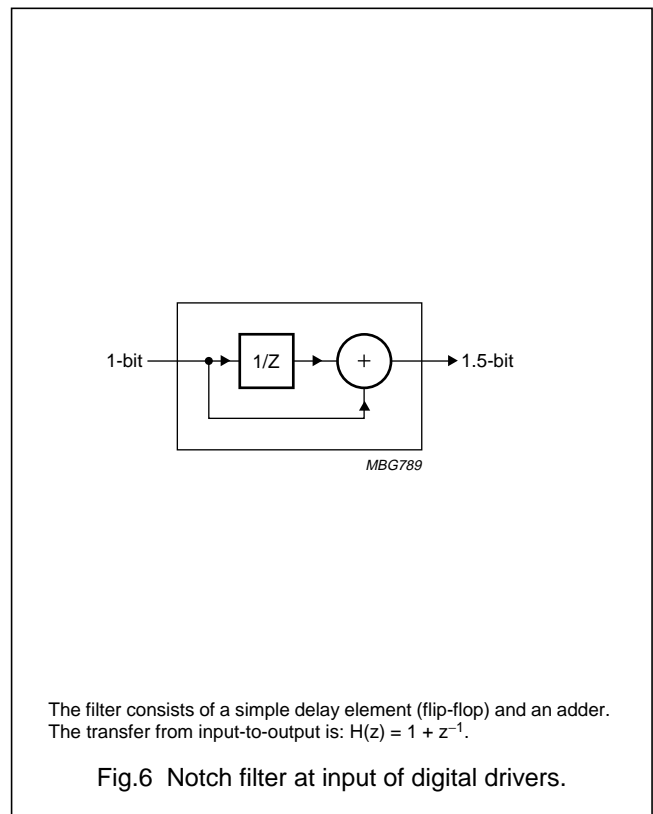 1-bit
1/Z
+
1.5-bit
MBG789
The filter consists of a simple delay element (flip-flop) and an adder.
The transfer from input-to-output is: H(z) = 1 + z⁻¹.
Fig.6 Notch filter at input of digital drivers.